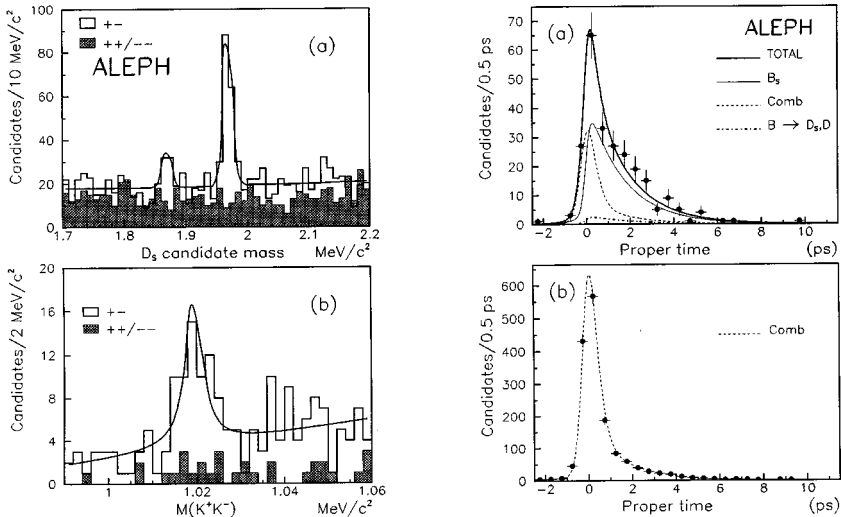 Candidates/10 MeV/c²
100
80
60
40
20
0
+-
++/--
ALEPH
(a)
1.7 1.8 1.9 2 2.1 2.2
D_s candidate mass MeV/c²
Candidates/2 MeV/c²
20
16
12
8
4
0
+-
++/--
(b)
1 1.02 1.04 1.06
M(K⁺K⁻) MeV/c²
Candidates/0.5 ps
70
60
50
40
30
20
10
0
(a)
ALEPH
TOTAL
B_s
Comb
B → D_s,D
-2 0 2 4 6 8 10
Proper time (ps)
Candidates/0.5 ps
600
500
400
300
200
100
0
(b)
Comb
-2 0 2 4 6 8 10
Proper time (ps)